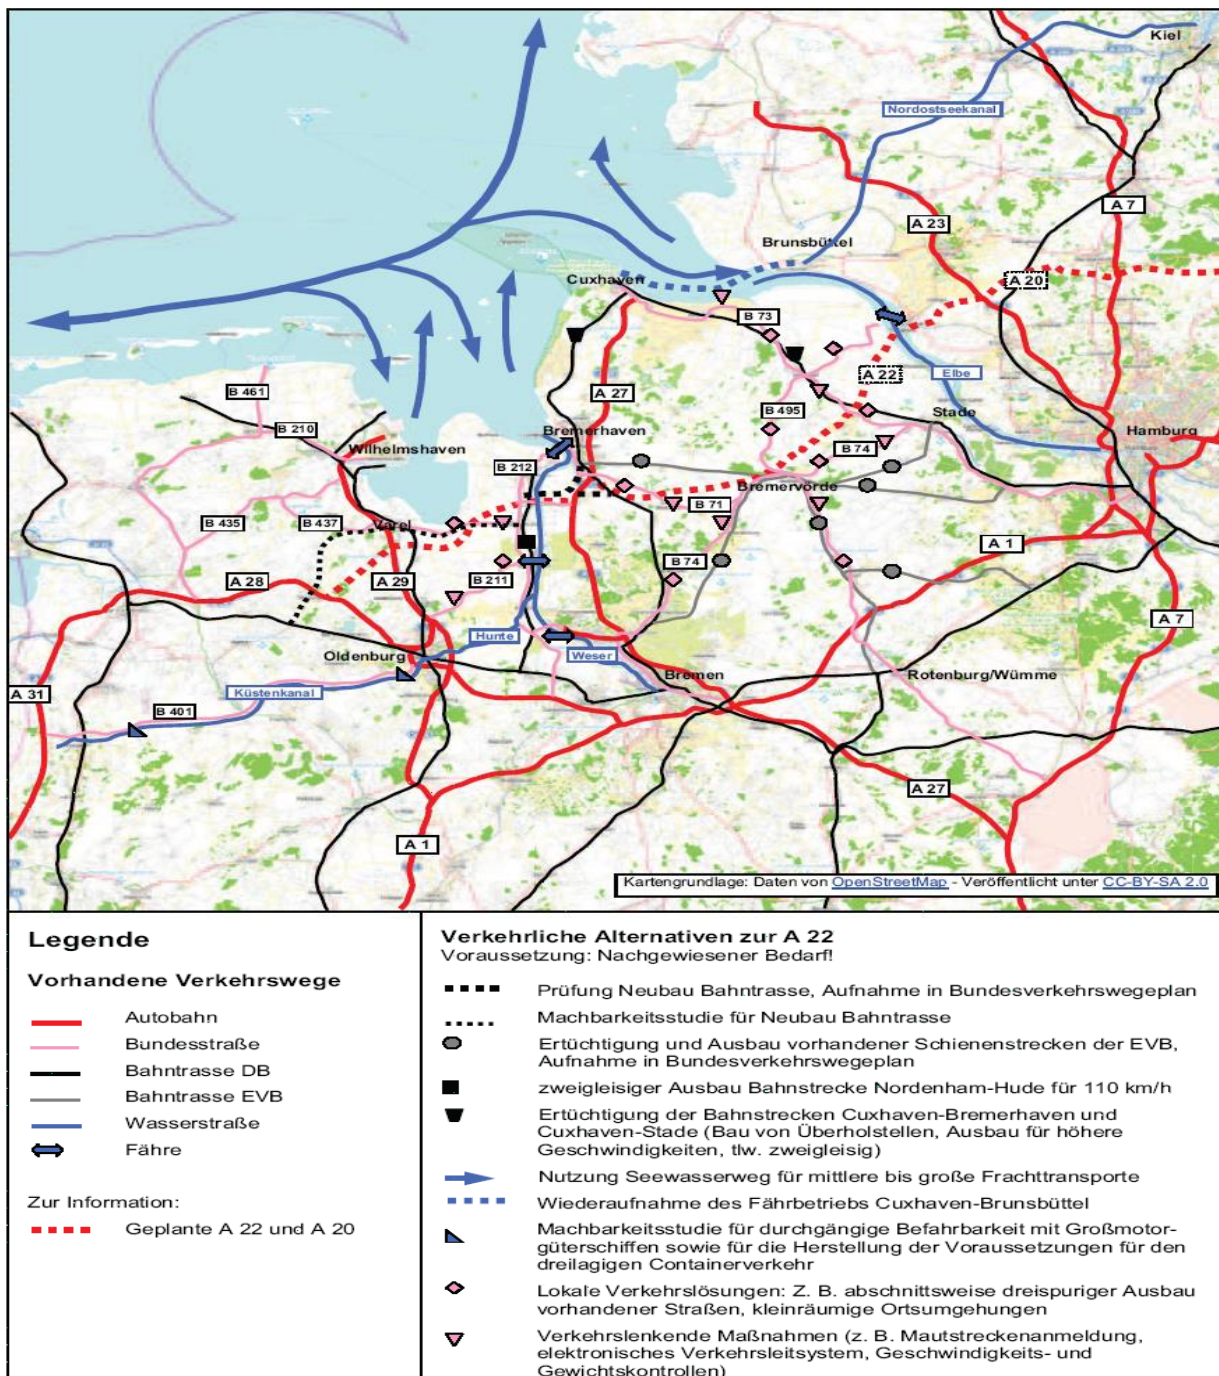 Kiel
Nordostseekanal
A 7
A 23
Brunsbüttel
A 20
Cuxhaven
B 73
A 22
Elbe
B 461
A 27
B 495
Stade
B 210
Bremerhaven
Hamburg
Wilhelmshaven
B 74
B 212
Bremervörde
B 71
B 435
B 437
Varel
A 1
B 74
A 28
A 29
B 211
A 7
Hunte
Oldenburg
Weser
Bremen
Rotenburg/Wümme
A 31
Küstenkanal
B 401
A 27
A 1
Kartengrundlage: Daten von OpenStreetMap - Veröffentlicht unter CC-BY-SA 2.0
Legende
Vorhandene Verkehrswege
Autobahn
Bundesstraße
Bahntrasse DB
Bahntrasse EVB
Wasserstraße
Fähre
Zur Information:
Geplante A 22 und A 20
Verkehrliche Alternativen zur A 22
Voraussetzung: Nachgewiesener Bedarf!
Prüfung Neubau Bahntrasse, Aufnahme in Bundesverkehrswegeplan
Machbarkeitsstudie für Neubau Bahntrasse
Ertüchtigung und Ausbau vorhandener Schienenstrecken der EVB,
Aufnahme in Bundesverkehrswegeplan
zweigleisiger Ausbau Bahnstrecke Nordenham-Hude für 110 km/h
Ertüchtigung der Bahnstrecken Cuxhaven-Bremerhaven und
Cuxhaven-Stade (Bau von Überholstellen, Ausbau für höhere
Geschwindigkeiten, tlw. zweigleisig)
Nutzung Seewasserweg für mittlere bis große Frachttransporte
Wiederaufnahme des Fährbetriebs Cuxhaven-Brunsbüttel
Machbarkeitsstudie für durchgängige Befahrbarkeit mit Großmotor-
güterschiffen sowie für die Herstellung der Voraussetzungen für den
dreilagigen Containerverkehr
Lokale Verkehrslösungen: Z. B. abschnittsweise dreispuriger Ausbau
vorhandener Straßen, kleinräumige Ortsumgehungen
Verkehrslenkende Maßnahmen (z. B. Mautstreckenanmeldung,
elektronisches Verkehrsleitsystem, Geschwindigkeits- und
Gewichtskontrollen)